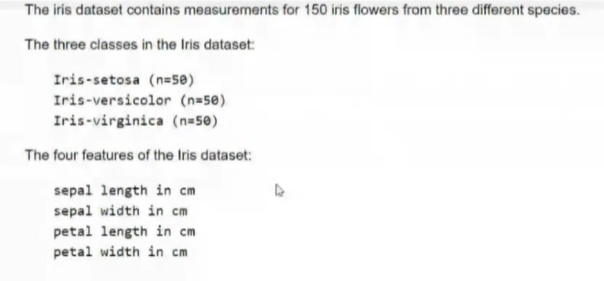 The iris dataset contains measurements for 150 iris flowers from three different species.
The three classes in the Iris dataset:
Iris-setosa (n=50)
Iris-versicolor (n=50)
Iris-virginica (n=50)
The four features of the Iris dataset:
sepal length in cm
sepal width in cm
petal length in cm
petal width in cm